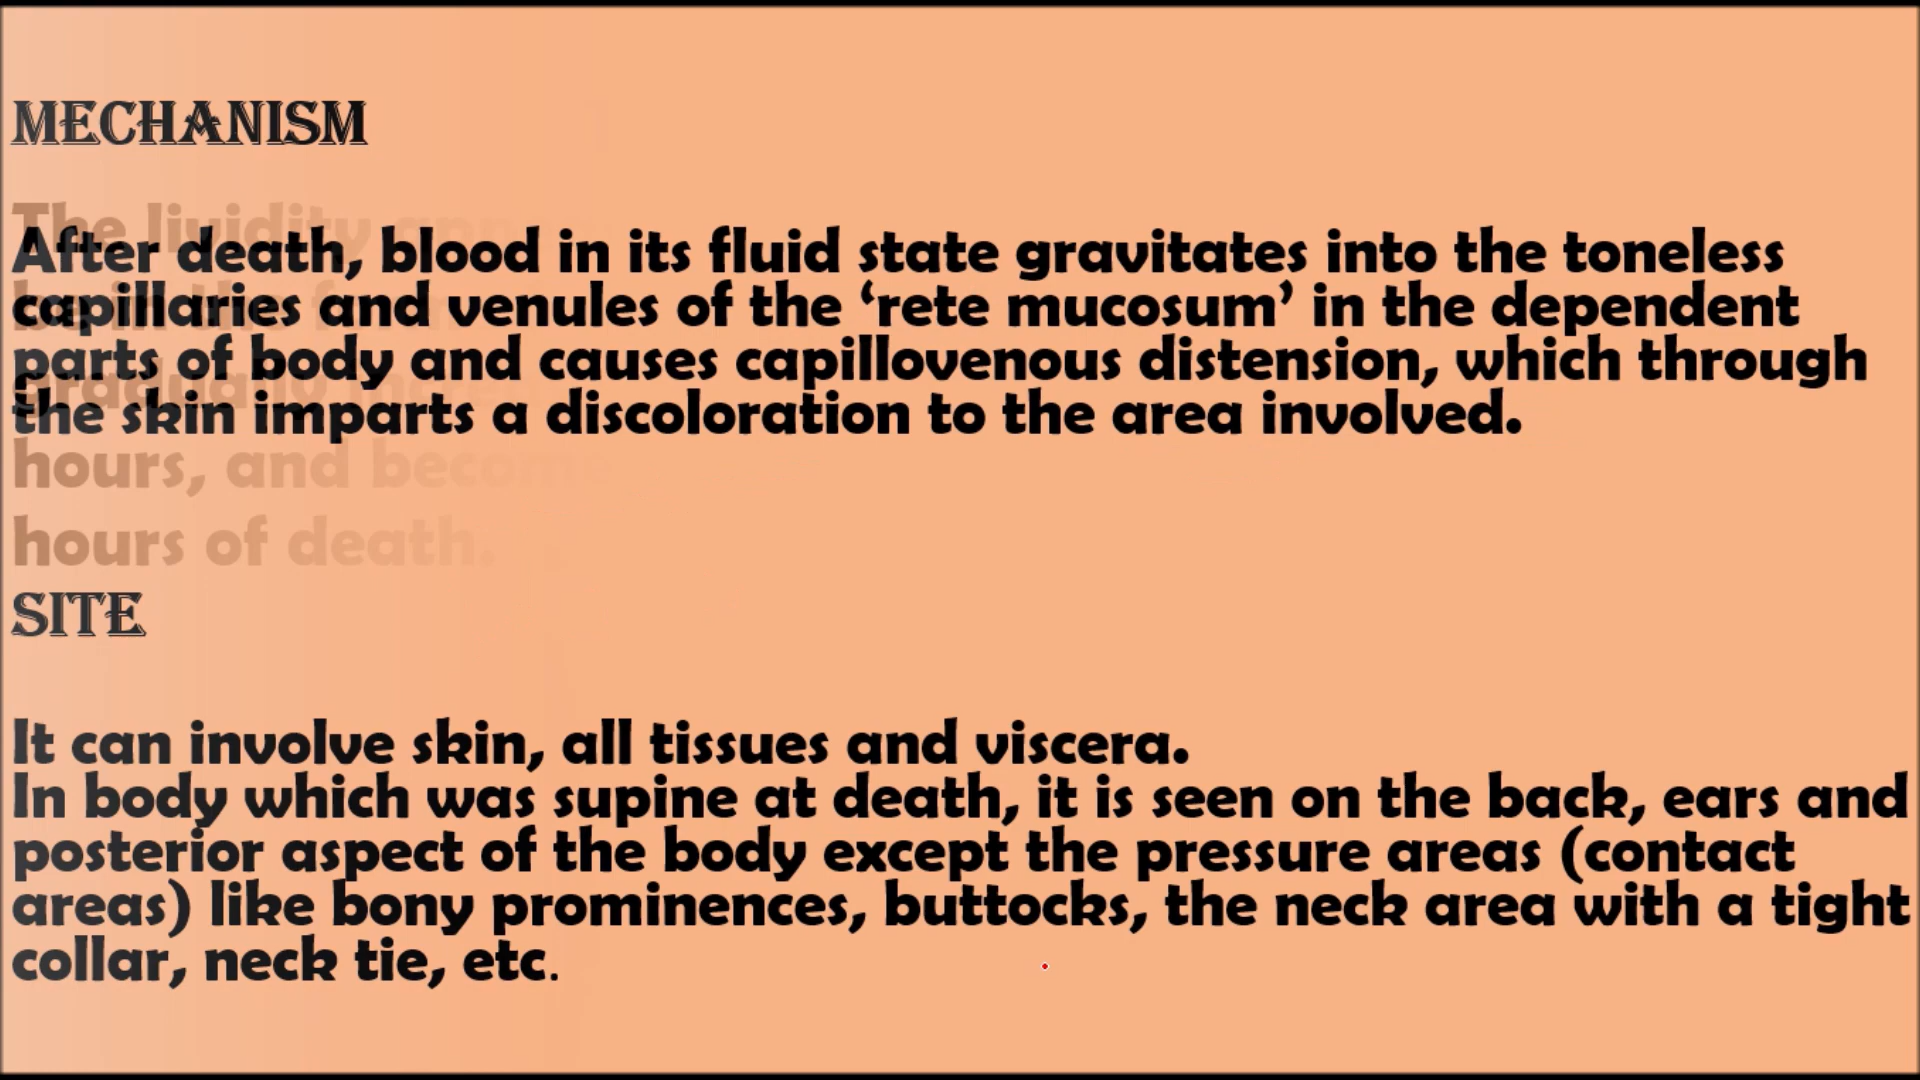 MECHANISM
The lividity
After death, blood in its fluid state gravitates into the toneless
capillaries and venules of the ‘rete mucosum’ in the dependent
parts of body and causes capillovenous distension, which through
the skin imparts a discoloration to the area involved.
hours, and become
hours of death.
SITE
It can involve skin, all tissues and viscera.
In body which was supine at death, it is seen on the back, ears and
posterior aspect of the body except the pressure areas (contact
areas) like bony prominences, buttocks, the neck area with a tight
collar, neck tie, etc.